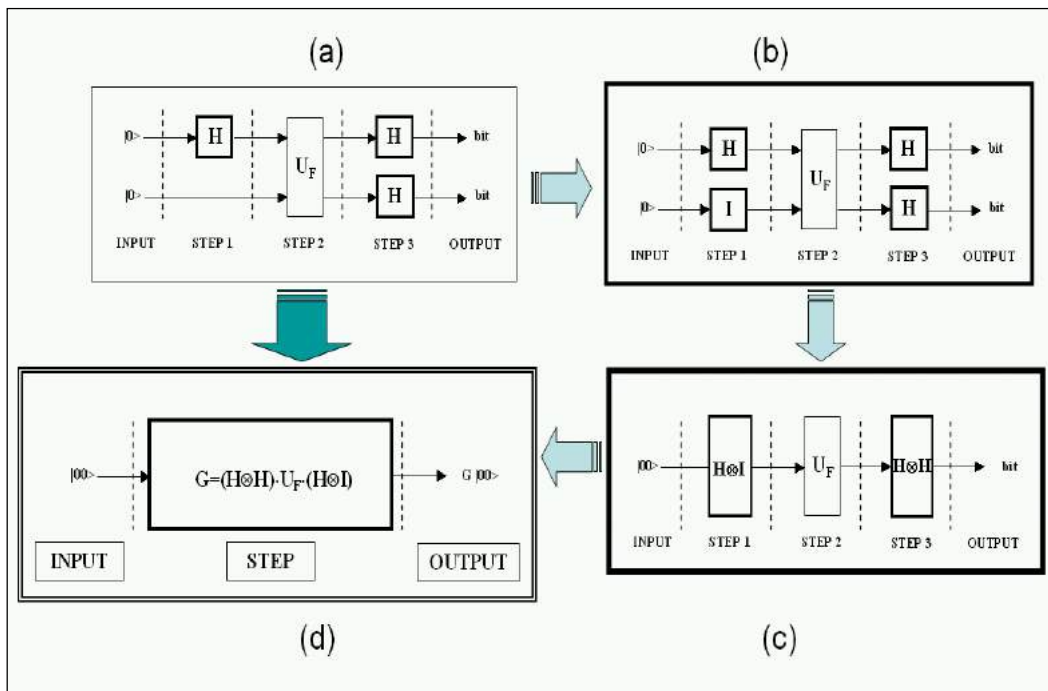 (a)
|0> H H bit
U_F
|0> H bit
INPUT STEP 1 STEP 2 STEP 3 OUTPUT
(b)
|0> H H bit
U_F
|0> I H bit
INPUT STEP 1 STEP 2 STEP 3 OUTPUT
|00> H⊗I U_F H⊗H bit
INPUT STEP 1 STEP 2 STEP 3 OUTPUT
(c)
|00> G=(H⊗H)·U_F·(H⊗I) G |00>
INPUT STEP OUTPUT
(d)